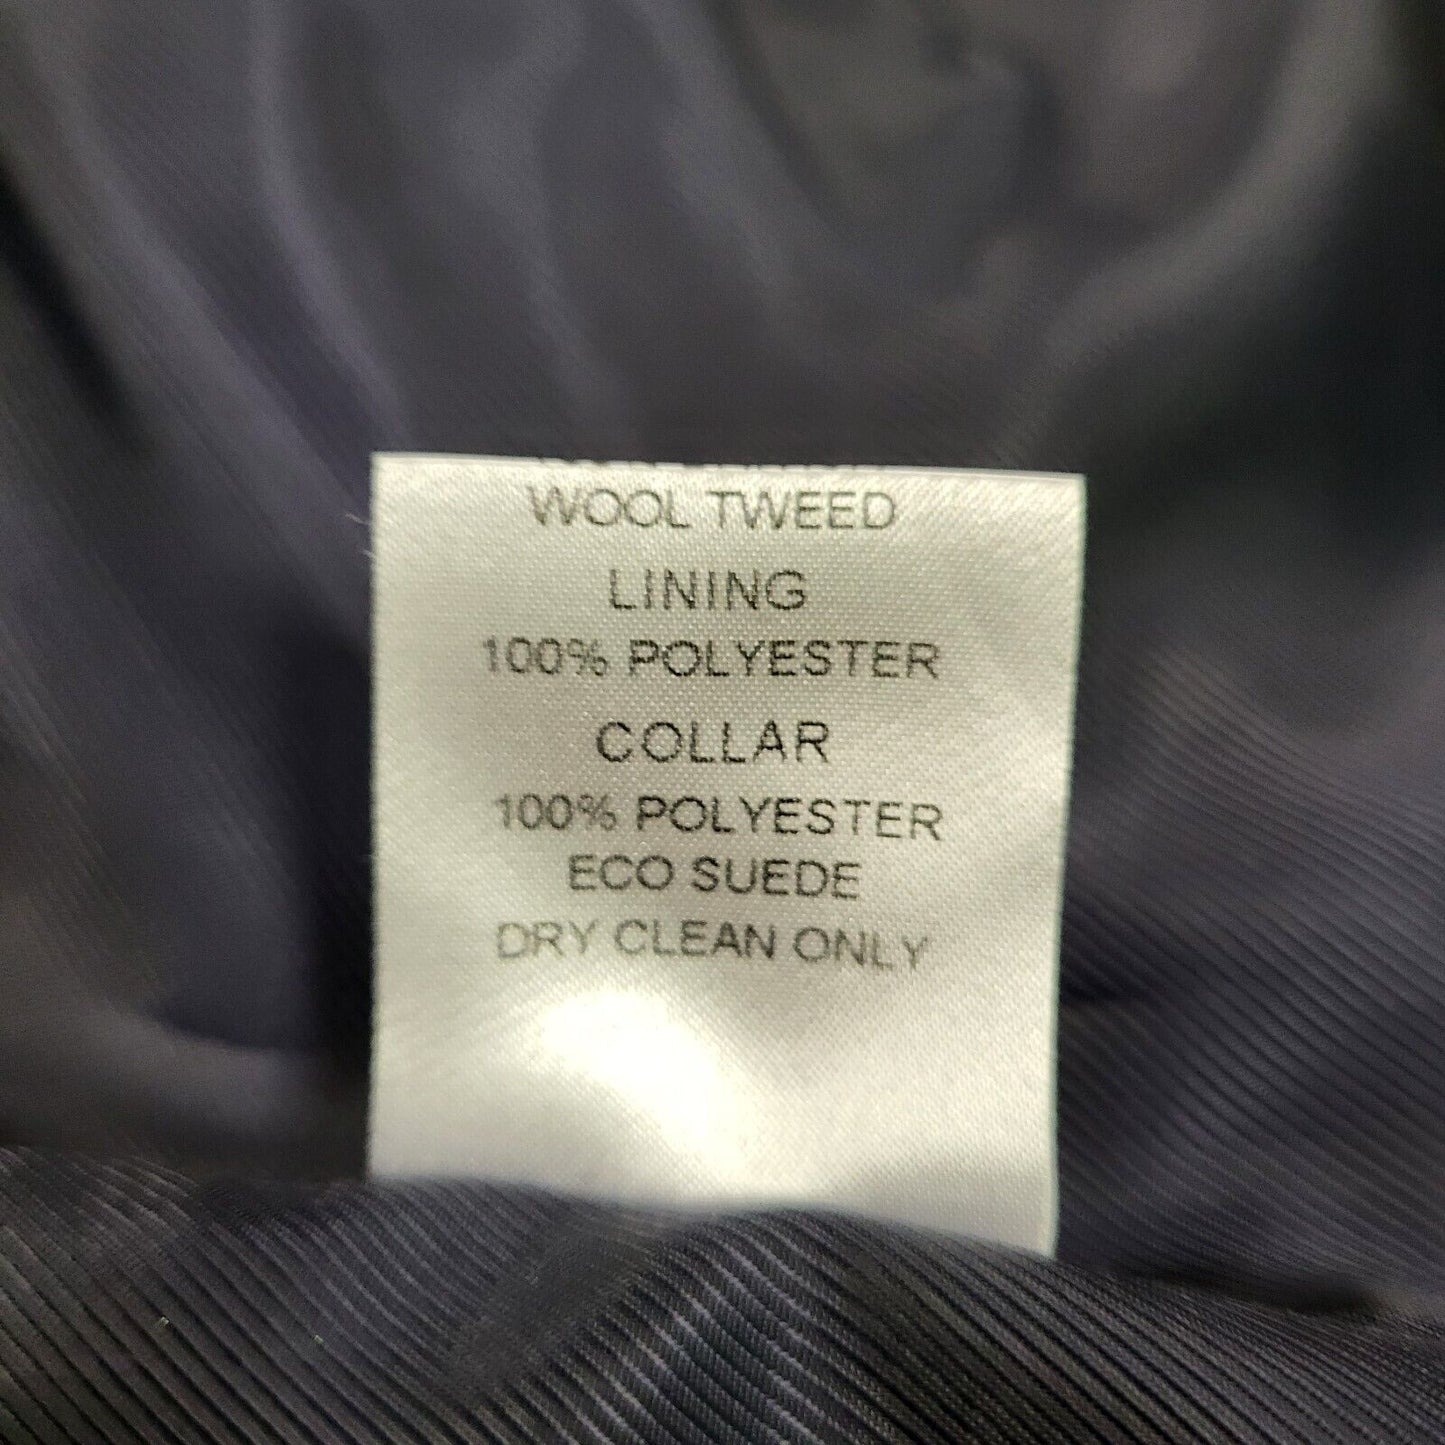 WOOL TWEED
LINING
100% POLYESTER
COLLAR
100% POLYESTER
ECO SUEDE
DRY CLEAN ONLY